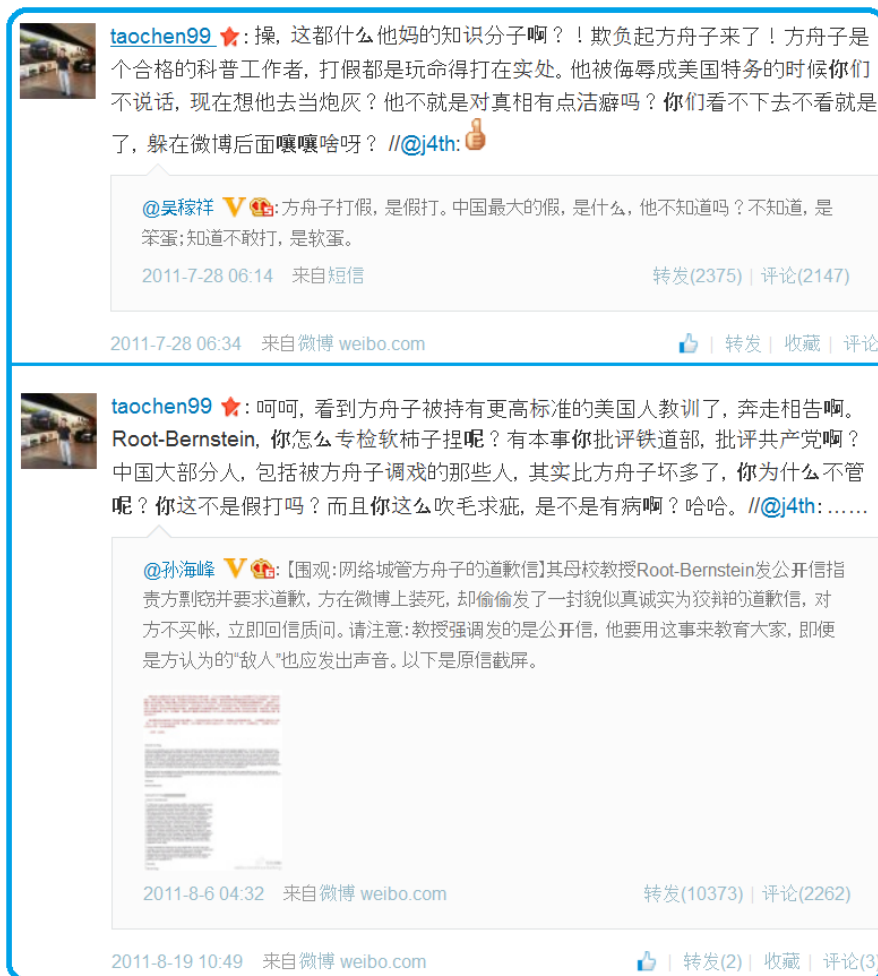 taochen99 : 操, 这都什么他妈的知识分子啊？！欺负起方舟子来了！方舟子是
个合格的科普工作者, 打假都是玩命得打在实处。他被侮辱成美国特务的时候你们
不说话, 现在想他去当炮灰？他不就是对真相有点洁癖吗？你们看不下去不看就是
了, 躲在微博后面嚷嚷啥呀？ //@j4th:
@吴稼祥 V :方舟子打假, 是假打。中国最大的假, 是什么, 他不知道吗？不知道, 是
笨蛋;知道不敢打, 是软蛋。
2011-7-28 06:14 来自短信 转发(2375) | 评论(2147)
2011-7-28 06:34 来自微博 weibo.com | 转发 | 收藏 | 评论
taochen99 : 呵呵, 看到方舟子被持有更高标准的美国人教训了, 奔走相告啊。
Root-Bernstein, 你怎么专检软柿子捏呢？有本事你批评铁道部, 批评共产党啊？
中国大部分人, 包括被方舟子调戏的那些人, 其实比方舟子坏多了, 你为什么不管
呢？你这不是假打吗？而且你这么吹毛求疵, 是不是有病啊？哈哈。//@j4th: ……
@孙海峰 V :【围观:网络城管方舟子的道歉信】其母校教授Root-Bernstein发公开信指
责方剽窃并要求道歉, 方在微博上装死, 却偷偷发了一封貌似真诚实为狡辩的道歉信, 对
方不买帐, 立即回信质问。请注意:教授强调发的是公开信, 他要用这事来教育大家, 即便
是方认为的“敌人”也应发出声音。以下是原信截屏。
2011-8-6 04:32 来自微博 weibo.com 转发(10373) | 评论(2262)
2011-8-19 10:49 来自微博 weibo.com | 转发(2) | 收藏 | 评论(3)